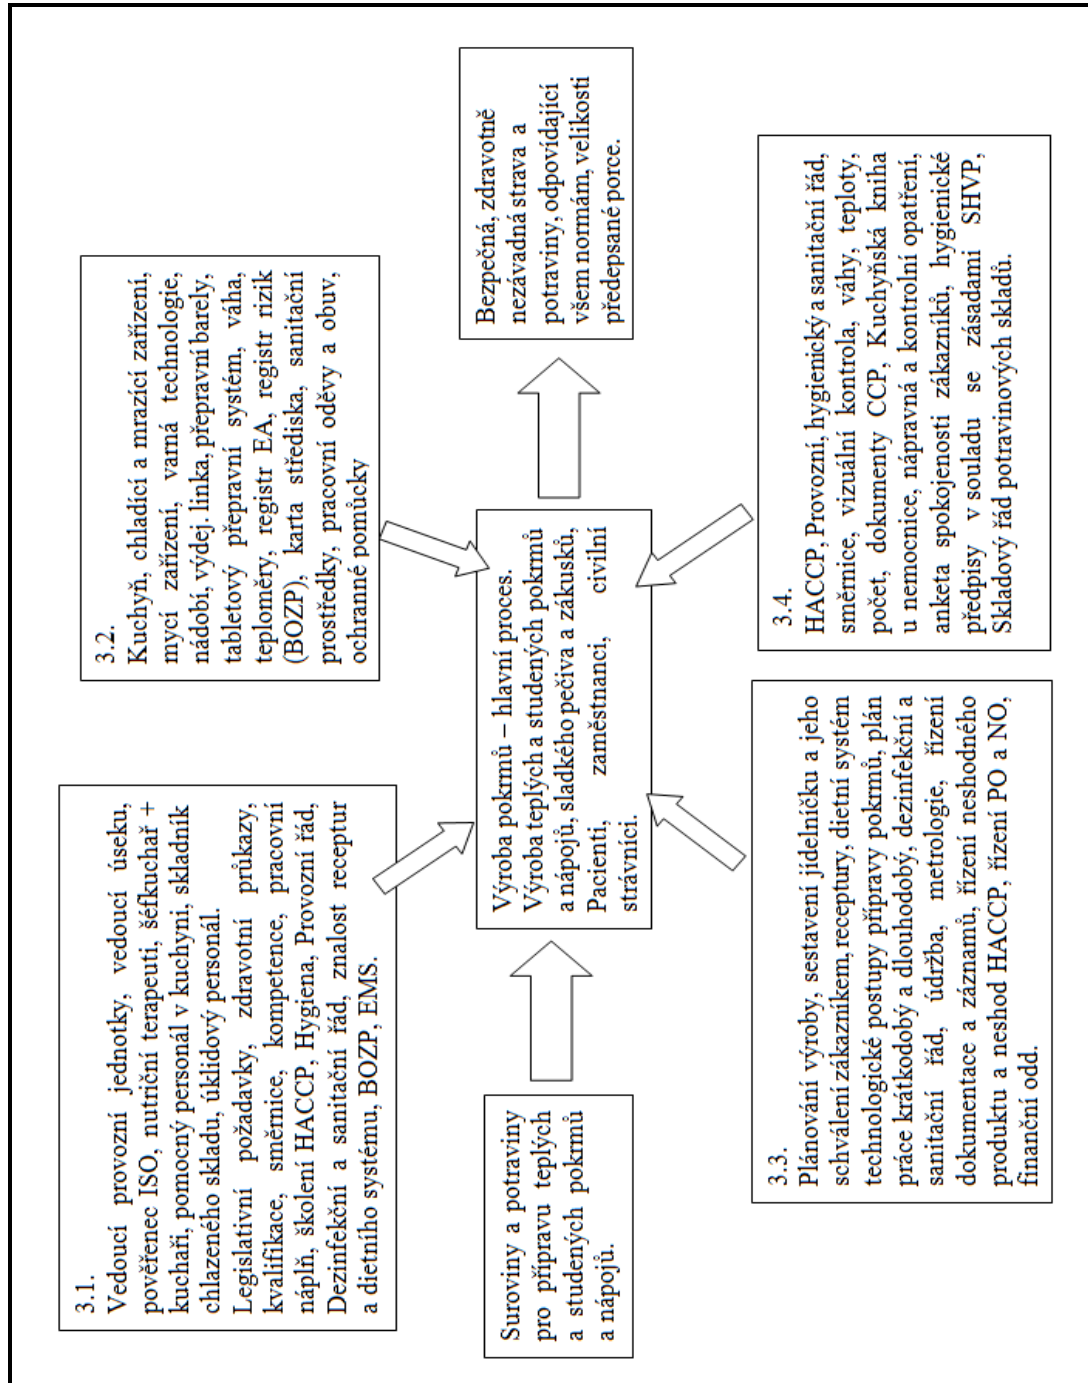 3.1.
Vedoucí provozní jednotky, vedoucí úseku,
pověřenec ISO, nutriční terapeuti, šéfkuchař +
kuchaři, pomocný personál v kuchyni, skladník
chlazeného skladu, úklidový personál.
Legislativní požadavky, zdravotní průkazy,
kvalifikace, směrnice, kompetence, pracovní
náplň, školení HACCP, Hygiena, Provozní řád,
Dezinfekční a sanitační řád, znalost receptur
a dietního systému, BOZP, EMS.
3.2.
Kuchyň, chladící a mrazící zařízení,
mycí zařízení, varná technologie,
nádobí, výdej. linka, přepravní barely,
tabletový přepravní systém, váha,
teploměry, registr EA, registr rizik
(BOZP), karta střediska, sanitační
prostředky, pracovní oděvy a obuv,
ochranné pomůcky
Suroviny a potraviny
pro přípravu teplých
a studených pokrmů
a nápojů.
Výroba pokrmů – hlavní proces.
Výroba teplých a studených pokrmů
a nápojů, sladkého pečiva a zákusků,
Pacienti, zaměstnanci, civilní
strávníci.
Bezpečná, zdravotně
nezávadná strava a
potraviny, odpovídající
všem normám, velikosti
předepsané porce.
3.3.
Plánování výroby, sestavení jídelníčku a jeho
schválení zákazníkem, receptury, dietní systém
technologické postupy přípravy pokrmů, plán
práce krátkodobý a dlouhodobý, dezinfekční a
sanitační řád, údržba, metrologie, řízení
dokumentace a záznamů, řízení neshodného
produktu a neshod HACCP, řízení PO a NO,
finanční odd.
3.4.
HACCP, Provozní, hygienický a sanitační řád,
směrnice, vizuální kontrola, váhy, teploty,
počet, dokumenty CCP, Kuchyňská kniha
u nemocnice, nápravná a kontrolní opatření,
anketa spokojenosti zákazníků, hygienické
předpisy v souladu se zásadami SHVP,
Skladový řád potravinových skladů.